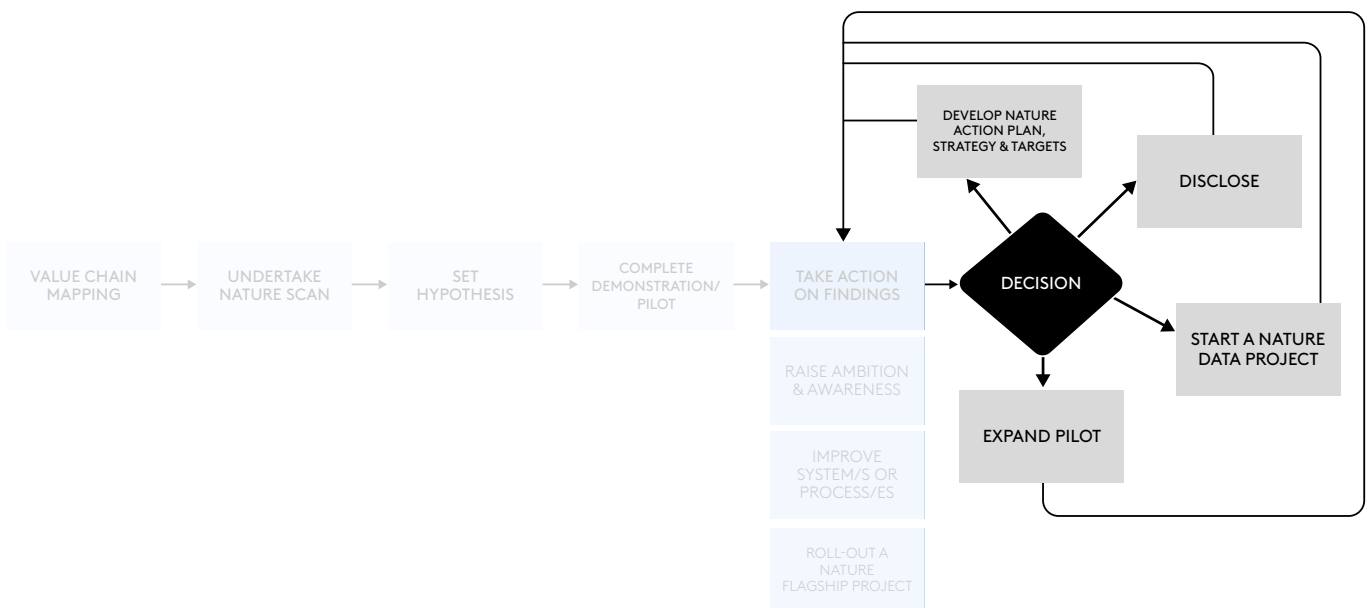 DEVELOP NATURE
ACTION PLAN,
STRATEGY & TARGETS
DISCLOSE
VALUE CHAIN
MAPPING
UNDERTAKE
NATURE SCAN
SET
HYPOTHESIS
COMPLETE
DEMONSTRATION/
PILOT
TAKE ACTION
ON FINDINGS
DECISION
START A NATURE
DATA PROJECT
RAISE AMBITION
& AWARENESS
EXPAND PILOT
IMPROVE
SYSTEM/S OR
PROCESS/ES
ROLL-OUT A
NATURE
FLAGSHIP PROJECT